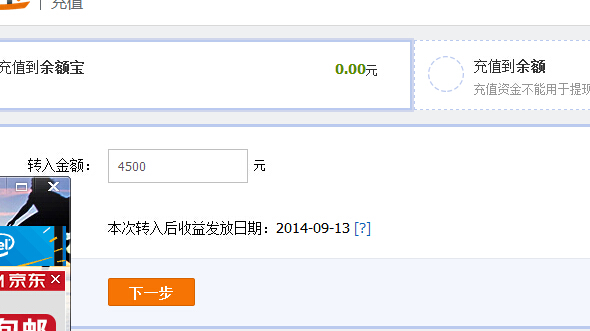 充值
充值到余额宝
0.00元
充值到余额
充值资金不能用于提现
转入金额：
4500
元
本次转入后收益发放日期：2014-09-13 [?]
下一步
京东
包邮